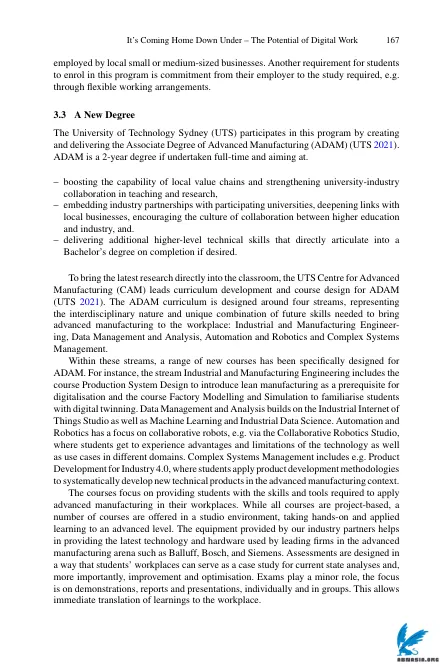 It's Coming Home Down Under – The Potential of Digital Work 167
employed by local small or medium-sized businesses. Another requirement for students
to enrol in this program is commitment from their employer to the study required, e.g.
through flexible working arrangements.
3.3 A New Degree
The University of Technology Sydney (UTS) participates in this program by creating
and delivering the Associate Degree of Advanced Manufacturing (ADAM) (UTS 2021).
ADAM is a 2-year degree if undertaken full-time and aiming at.
– boosting the capability of local value chains and strengthening university-industry
collaboration in teaching and research,
– embedding industry partnerships with participating universities, deepening links with
local businesses, encouraging the culture of collaboration between higher education
and industry, and.
– delivering additional higher-level technical skills that directly articulate into a
Bachelor's degree on completion if desired.
To bring the latest research directly into the classroom, the UTS Centre for Advanced
Manufacturing (CAM) leads curriculum development and course design for ADAM
(UTS 2021). The ADAM curriculum is designed around four streams, representing
the interdisciplinary nature and unique combination of future skills needed to bring
advanced manufacturing to the workplace: Industrial and Manufacturing Engineer-
ing, Data Management and Analysis, Automation and Robotics and Complex Systems
Management.
Within these streams, a range of new courses has been specifically designed for
ADAM. For instance, the stream Industrial and Manufacturing Engineering includes the
course Production System Design to introduce lean manufacturing as a prerequisite for
digitalisation and the course Factory Modelling and Simulation to familiarise students
with digital twinning. Data Management and Analysis builds on the Industrial Internet of
Things Studio as well as Machine Learning and Industrial Data Science. Automation and
Robotics has a focus on collaborative robots, e.g. via the Collaborative Robotics Studio,
where students get to experience advantages and limitations of the technology as well
as use cases in different domains. Complex Systems Management includes e.g. Product
Development for Industry 4.0, where students apply product development methodologies
to systematically develop new technical products in the advanced manufacturing context.
The courses focus on providing students with the skills and tools required to apply
advanced manufacturing in their workplaces. While all courses are project-based, a
number of courses are offered in a studio environment, taking hands-on and applied
learning to an advanced level. The equipment provided by our industry partners helps
in providing the latest technology and hardware used by leading firms in the advanced
manufacturing arena such as Balluff, Bosch, and Siemens. Assessments are designed in
a way that students' workplaces can serve as a case study for current state analyses and,
more importantly, improvement and optimisation. Exams play a minor role, the focus
is on demonstrations, reports and presentations, individually and in groups. This allows
immediate translation of learnings to the workplace.